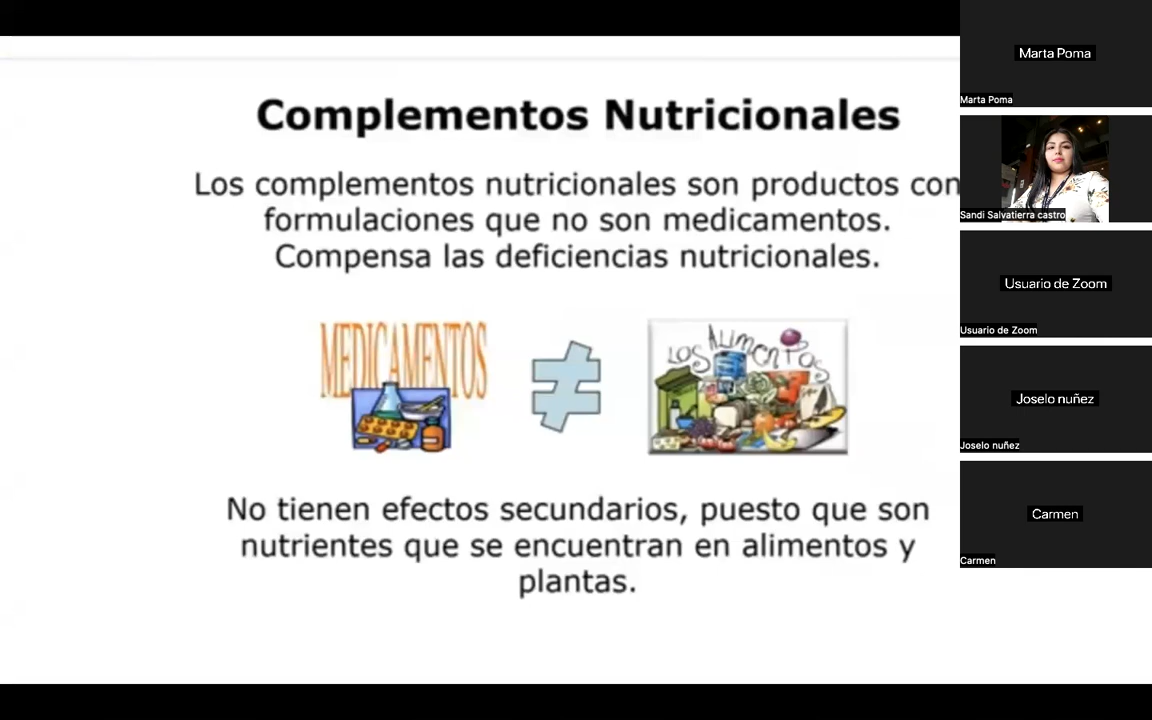 Complementos Nutricionales
Los complementos nutricionales son productos con
formulaciones que no son medicamentos.
Compensa las deficiencias nutricionales.
MEDICAMENTOS
≠
LOS ALIMENTOS
No tienen efectos secundarios, puesto que son
nutrientes que se encuentran en alimentos y
plantas.
Marta Poma
Marta Poma
Sandi Salvatierra castro
Usuario de Zoom
Usuario de Zoom
Joselo nuñez
Joselo nuñez
Carmen
Carmen